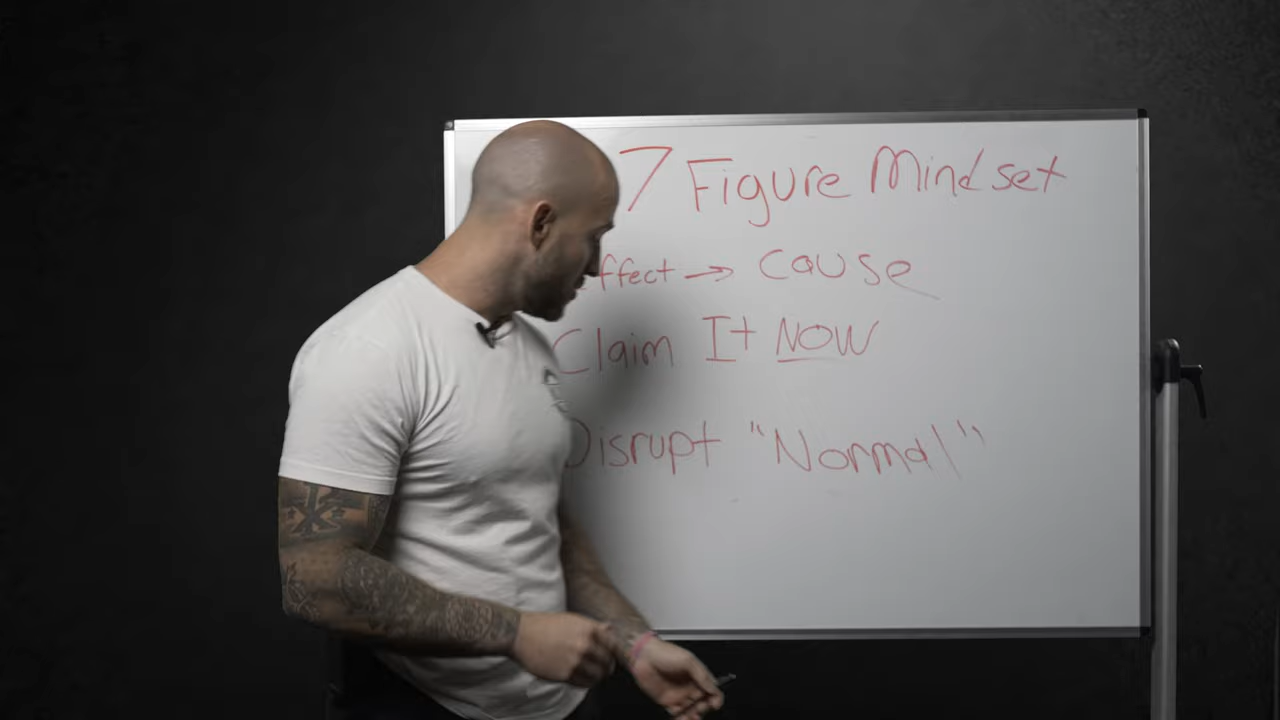 7 Figure Mindset
ffect → cause
Claim It NOW
Disrupt "Normal"